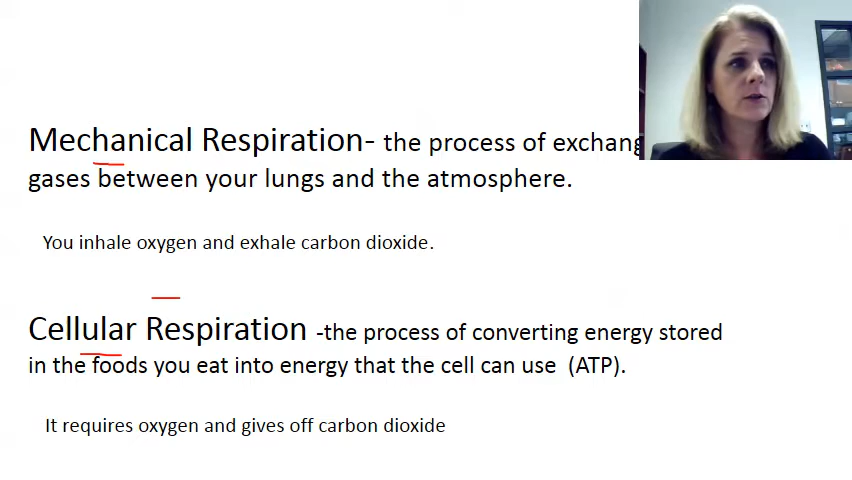 Mechanical Respiration- the process of exchang
gases between your lungs and the atmosphere.
You inhale oxygen and exhale carbon dioxide.
Cellular Respiration -the process of converting energy stored
in the foods you eat into energy that the cell can use (ATP).
It requires oxygen and gives off carbon dioxide